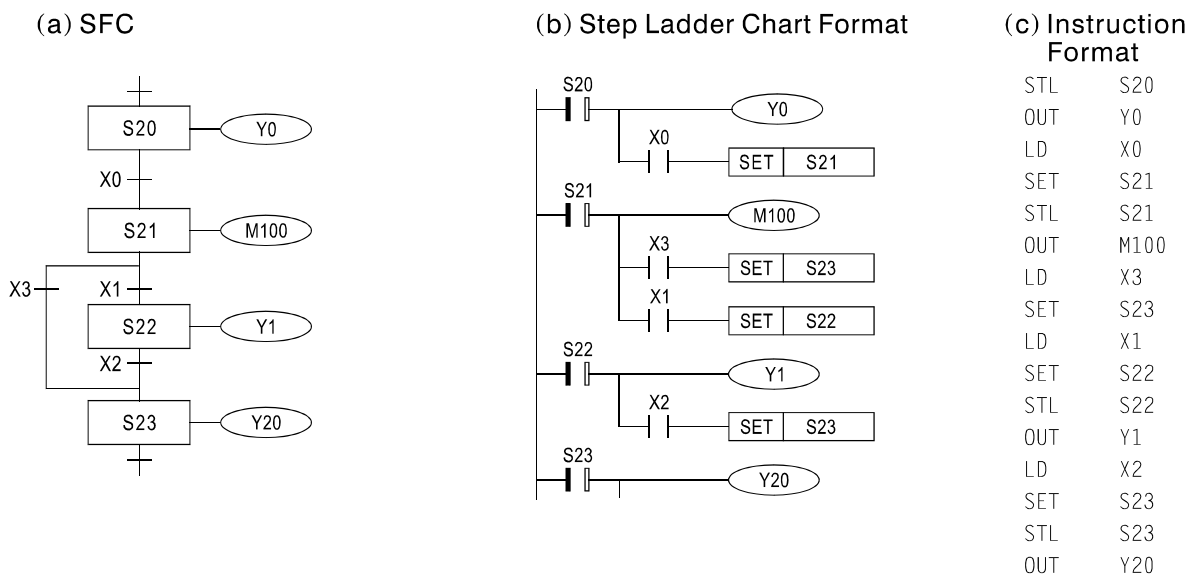 (a) SFC
S20
Y0
X0
S21
M100
X3
X1
S22
Y1
X2
S23
Y20
(b) Step Ladder Chart Format
S20
Y0
X0
SET S21
S21
M100
X3
SET S23
X1
SET S22
S22
Y1
X2
SET S23
S23
Y20
(c) Instruction
Format
STL S20
OUT Y0
LD X0
SET S21
STL S21
OUT M100
LD X3
SET S23
LD X1
SET S22
STL S22
OUT Y1
LD X2
SET S23
STL S23
OUT Y20